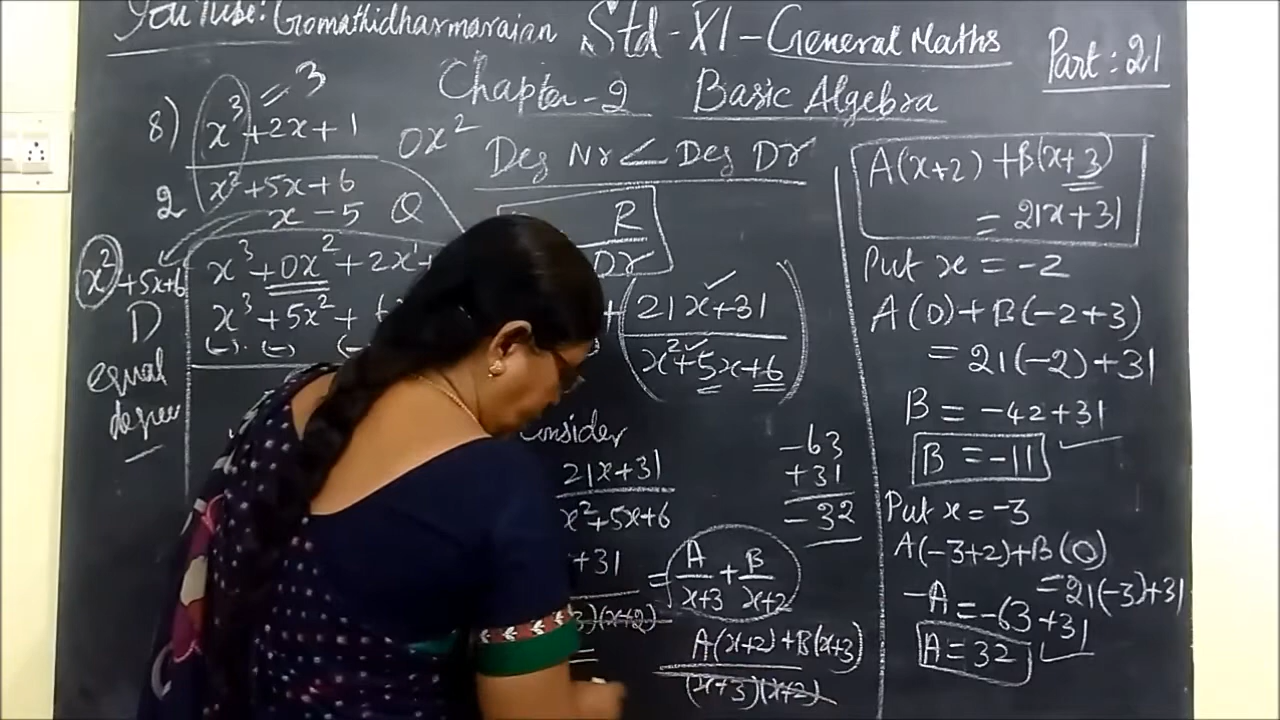 YouTube: Gomathidharmarajan Std-XI-General Maths
Part: 21
Chapter-2 Basic Algebra
8) x³+2x+1
= 3
x²+5x+6
2
0x²
Deg Nr < Deg Dr
x - 5 Q
x²+5x+6
x³+0x²+2x+
x³+5x²+
(-) (-) (-)
D
equal
degree
R
Dr
+ (21x+31
x²+5x+6)
Consider
21x+31
x²+5x+6
+31
3)(x+2)
= A + B
x+3 x+2
A(x+2)+B(x+3)
(x+3)(x+2)
-63
+31
-32
A(x+2)+B(x+3)
= 21x+31
Put x = -2
A(0)+B(-2+3)
= 21(-2)+31
B = -42+31
B = -11
Put x = -3
A(-3+2)+B(0)
= 21(-3)+31
-A = -63+31
A = 32